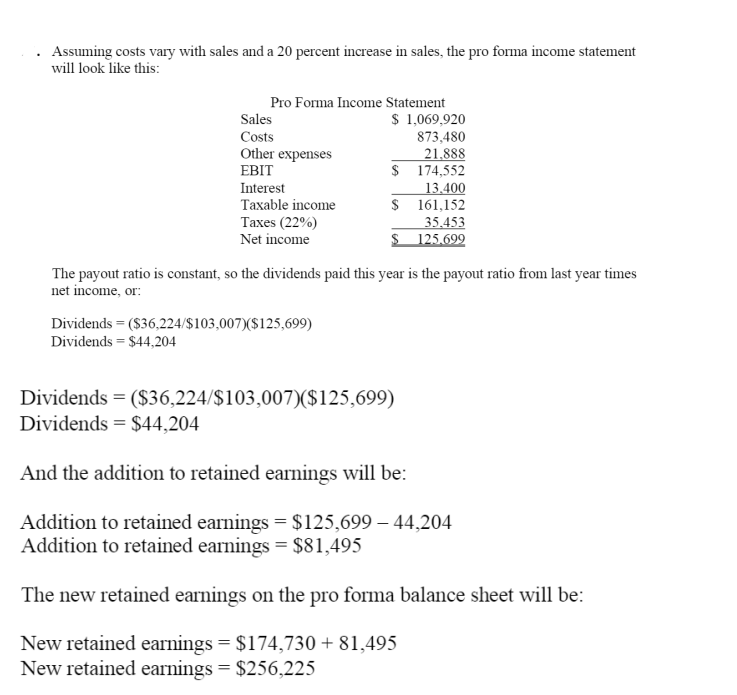 . Assuming costs vary with sales and a 20 percent increase in sales, the pro forma income statement
will look like this:
Pro Forma Income Statement
Sales $ 1,069,920
Costs 873,480
Other expenses 21,888
EBIT $ 174,552
Interest 13,400
Taxable income $ 161,152
Taxes (22%) 35,453
Net income $ 125,699
The payout ratio is constant, so the dividends paid this year is the payout ratio from last year times
net income, or:
Dividends = ($36,224/$103,007)($125,699)
Dividends = $44,204
Dividends = ($36,224/$103,007)($125,699)
Dividends = $44,204
And the addition to retained earnings will be:
Addition to retained earnings = $125,699 – 44,204
Addition to retained earnings = $81,495
The new retained earnings on the pro forma balance sheet will be:
New retained earnings = $174,730 + 81,495
New retained earnings = $256,225